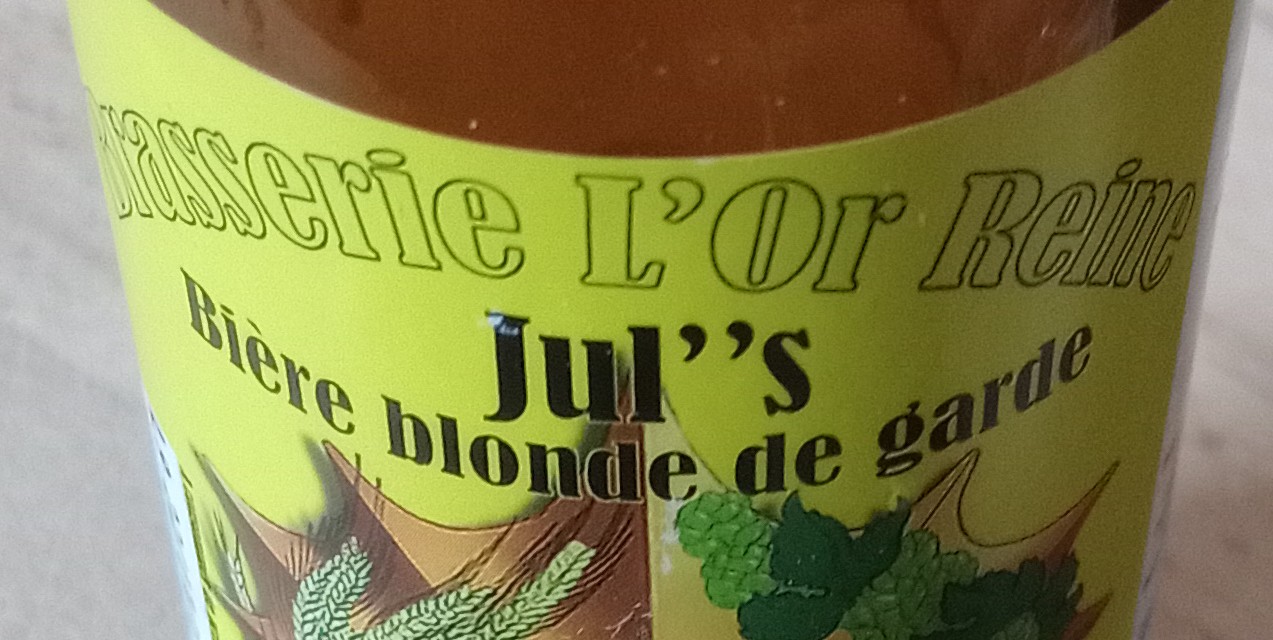 Brasserie L'Or Reine
Jul''s
Bière blonde de garde